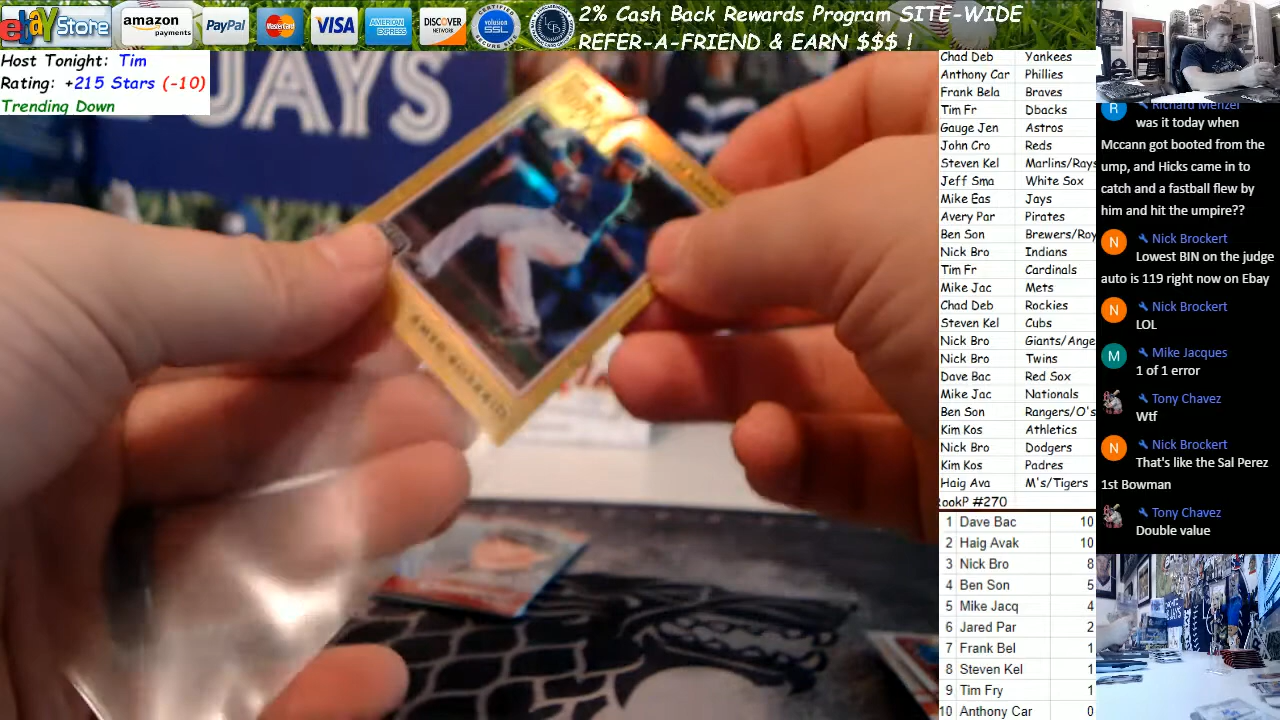 ebay Store
amazon payments
PayPal
MasterCard
VISA
AMERICAN EXPRESS
DISCOVER NETWORK
volusion SSL
2% Cash Back Rewards Program SITE-WIDE
REFER-A-FRIEND & EARN $$$ !
Host Tonight: Tim
Rating: +215 Stars (-10)
Trending Down
JAYS
Chad Deb Yankees
Anthony Car Phillies
Frank Bela Braves
Tim Fr Dbacks
Gauge Jen Astros
John Cro Reds
Steven Kel Marlins/Rays
Jeff Sma White Sox
Mike Eas Jays
Avery Par Pirates
Ben Son Brewers/Roy
Nick Bro Indians
Tim Fr Cardinals
Mike Jac Mets
Chad Deb Rockies
Steven Kel Cubs
Nick Bro Giants/Ange
Nick Bro Twins
Dave Bac Red Sox
Mike Jac Nationals
Ben Son Rangers/O's
Kim Kos Athletics
Nick Bro Dodgers
Kim Kos Padres
Haig Ava M's/Tigers
RookP #270
1 Dave Bac 10
2 Haig Avak 10
3 Nick Bro 8
4 Ben Son 5
5 Mike Jacq 4
6 Jared Par 2
7 Frank Bel 1
8 Steven Kel 1
9 Tim Fry 1
10 Anthony Car 0
R Richard Menzel
was it today when
Mccann got booted from the
ump, and Hicks came in to
catch and a fastball flew by
him and hit the umpire??
N Nick Brockert
Lowest BIN on the judge
auto is 119 right now on Ebay
N Nick Brockert
LOL
M Mike Jacques
1 of 1 error
Tony Chavez
Wtf
N Nick Brockert
That's like the Sal Perez
1st Bowman
Tony Chavez
Double value